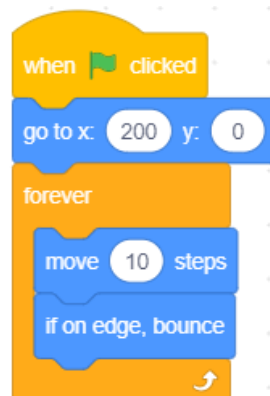 when clicked
go to x: 200 y: 0
forever
move 10 steps
if on edge, bounce